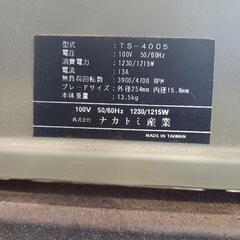 型式 : TS-4005
電圧 : 100V 50/60Hz
消費電力 : 1230/1215W
電流 : 13A
無負荷回転数 : 3900/4700 RPM
ブレードサイズ : 外径254mm 内径15.8mm
本体重量 : 13.5kg
100V 50/60Hz 1230/1215W
株式会社 ナカトミ産業
MADE IN TAIWAN